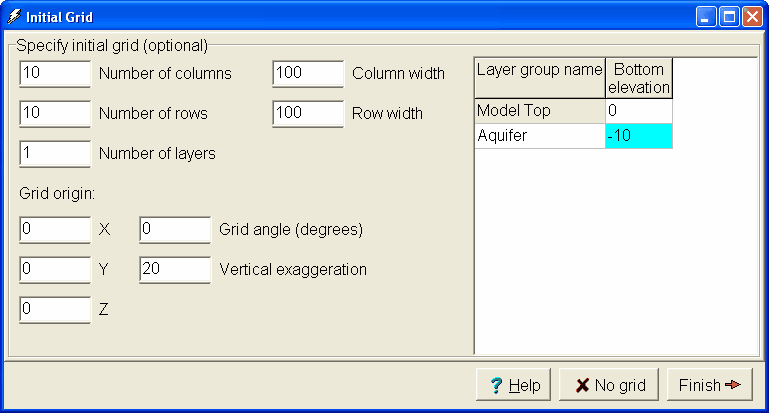 Initial Grid
Specify initial grid (optional)
10 Number of columns 100 Column width
10 Number of rows 100 Row width
1 Number of layers
Grid origin:
0 X 0 Grid angle (degrees)
0 Y 20 Vertical exaggeration
0 Z
Layer group name Bottom elevation
Model Top 0
Aquifer -10
? Help No grid Finish